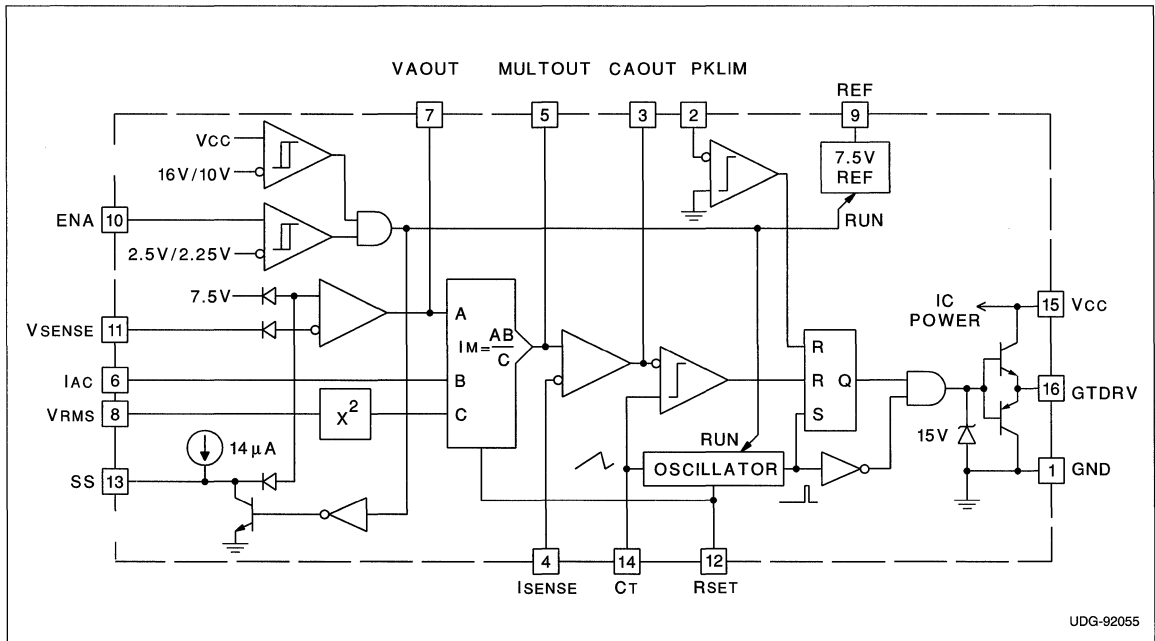 VAOUT MULTOUT CAOUT PKLIM
REF
7 5 3 2 9
VCC
16V/10V
7.5V
REF
ENA 10
RUN
2.5V/2.25V
7.5V
VSENSE 11
A
IM=AB/C
B
C
IC
POWER
15 VCC
IAC 6
VRMS 8
X²
R
R Q
S
16 GTDRV
15V
14µA
RUN
OSCILLATOR
SS 13
1 GND
4 14 12
ISENSE CT RSET
UDG-92055